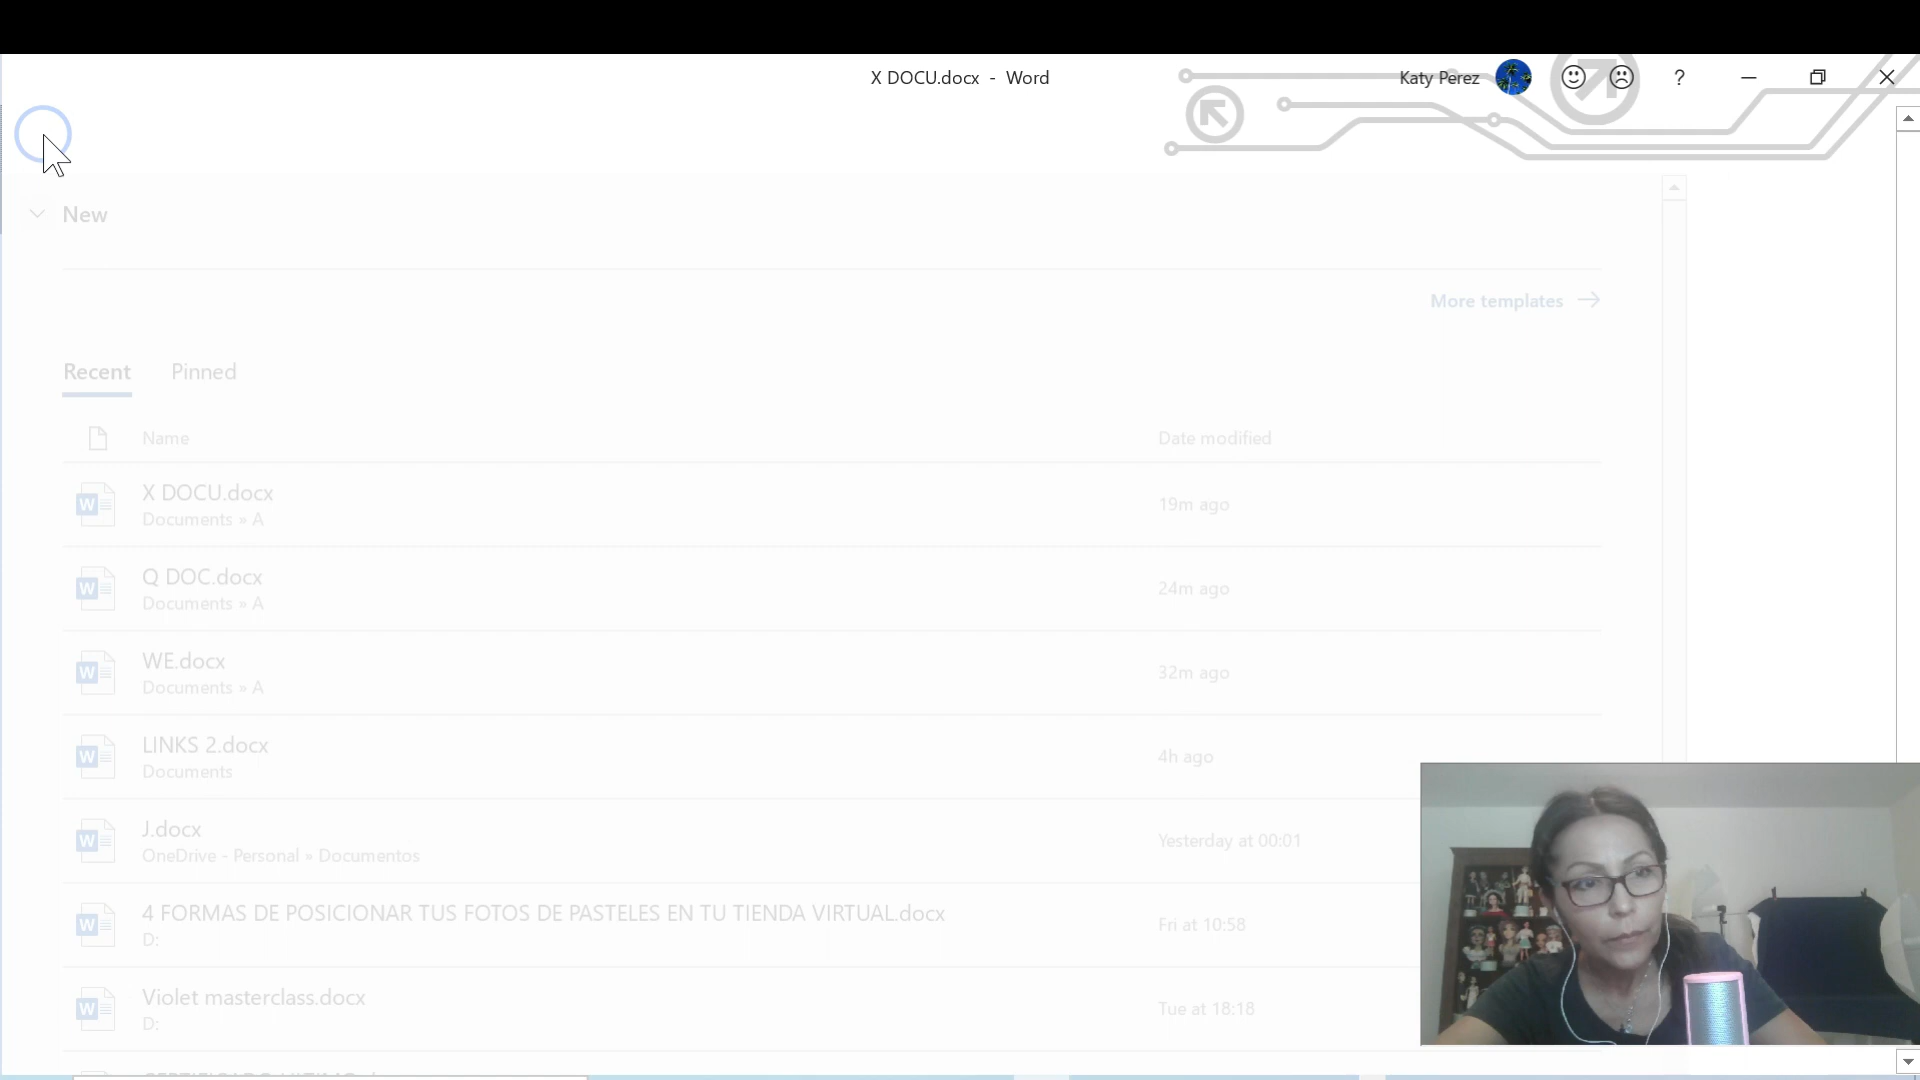 X DOCU.docx - Word
Katy Perez
?
New
More templates
Recent Pinned
Name Date modified
X DOCU.docx
Documents » A
19m ago
Q DOC.docx
Documents » A
24m ago
WE.docx
Documents » A
32m ago
LINKS 2.docx
Documents
4h ago
J.docx
OneDrive - Personal » Documentos
Yesterday at 00:01
4 FORMAS DE POSICIONAR TUS FOTOS DE PASTELES EN TU TIENDA VIRTUAL.docx
D:
Fri at 10:58
Violet masterclass.docx
D:
Tue at 18:18